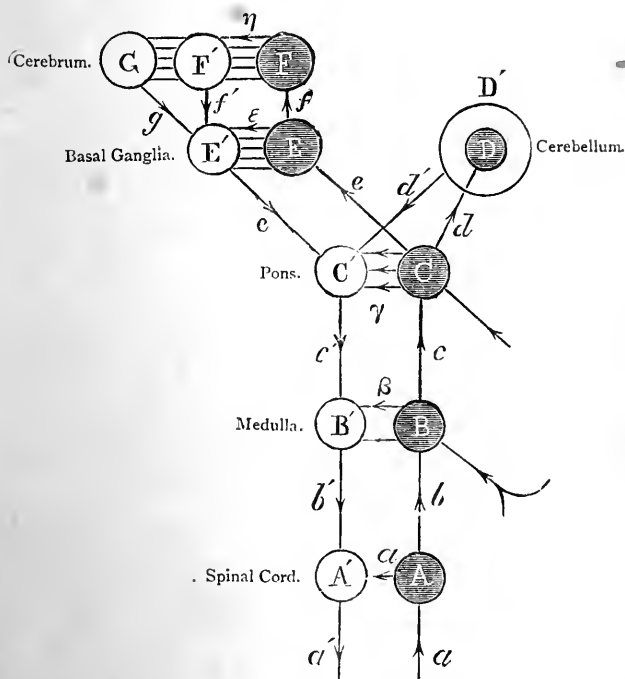 η
Cerebrum. G F′ F
g f′ ε f
D′
Basal Ganglia. E′ E D Cerebellum.
e e d′ d
Pons. C′ C
γ
c′ c
β
Medulla. B′ B
b′ b
Spinal Cord. A′ a A
a′ a